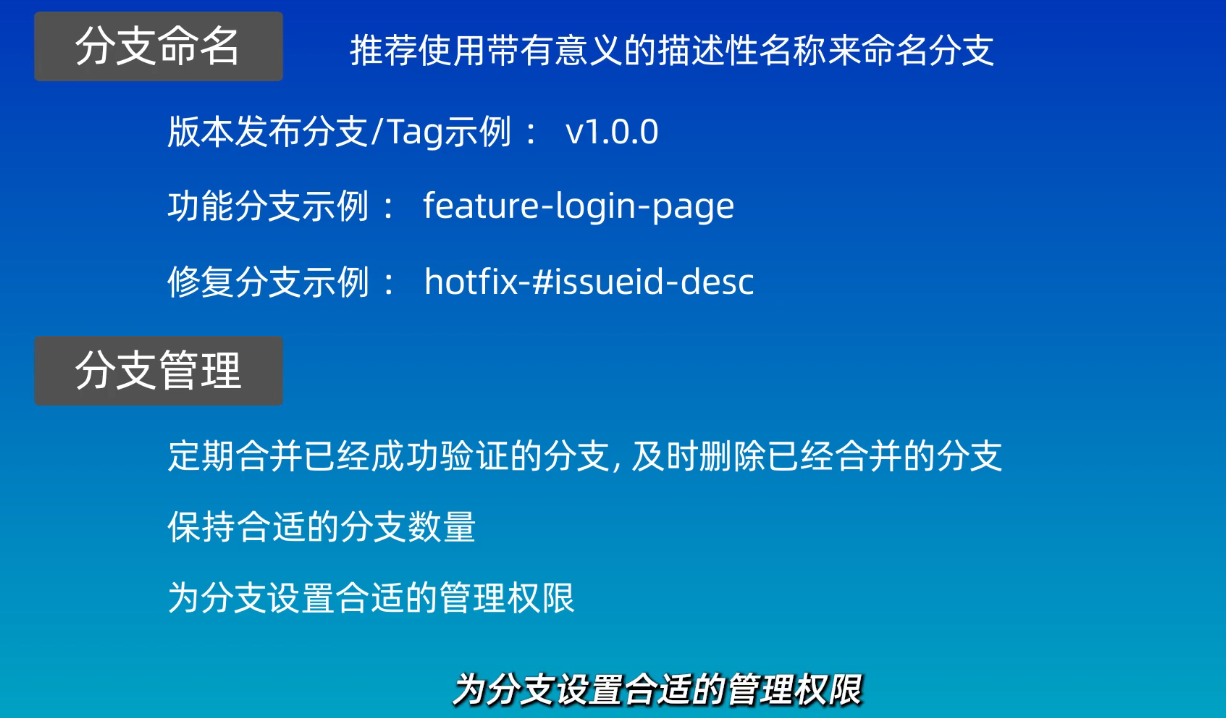 分支命名 推荐使用带有意义的描述性名称来命名分支
版本发布分支/Tag示例： v1.0.0
功能分支示例： feature-login-page
修复分支示例： hotfix-#issueid-desc
分支管理
定期合并已经成功验证的分支, 及时删除已经合并的分支
保持合适的分支数量
为分支设置合适的管理权限
为分支设置合适的管理权限